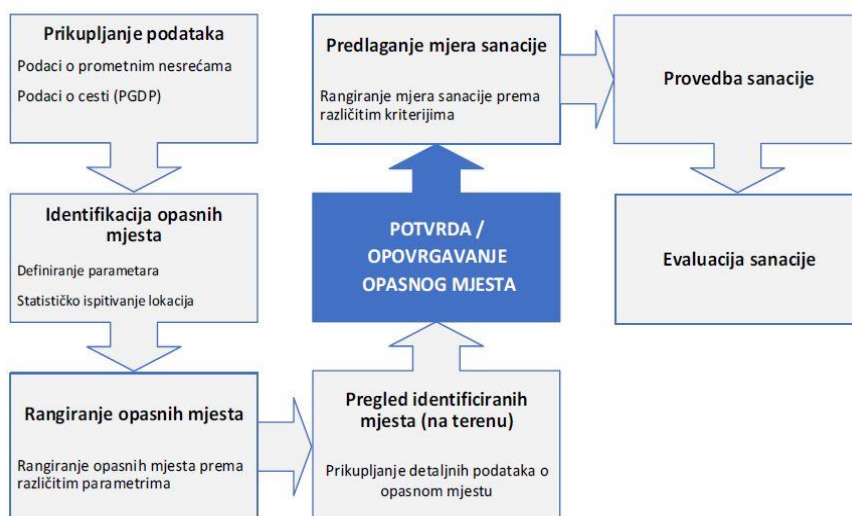 Prikupljanje podataka
Podaci o prometnim nesrećama
Podaci o cesti (PGDP)
Identifikacija opasnih
mjesta
Definiranje parametara
Statističko ispitivanje lokacija
Rangiranje opasnih mjesta
Rangiranje opasnih mjesta prema
različitim parametrima
Pregled identificiranih
mjesta (na terenu)
Prikupljanje detaljnih podataka o
opasnom mjestu
POTVRDA /
OPOVRGAVANJE
OPASNOG MJESTA
Predlaganje mjera sanacije
Rangiranje mjera sanacije prema
različitim kriterijima
Provedba sanacije
Evaluacija sanacije